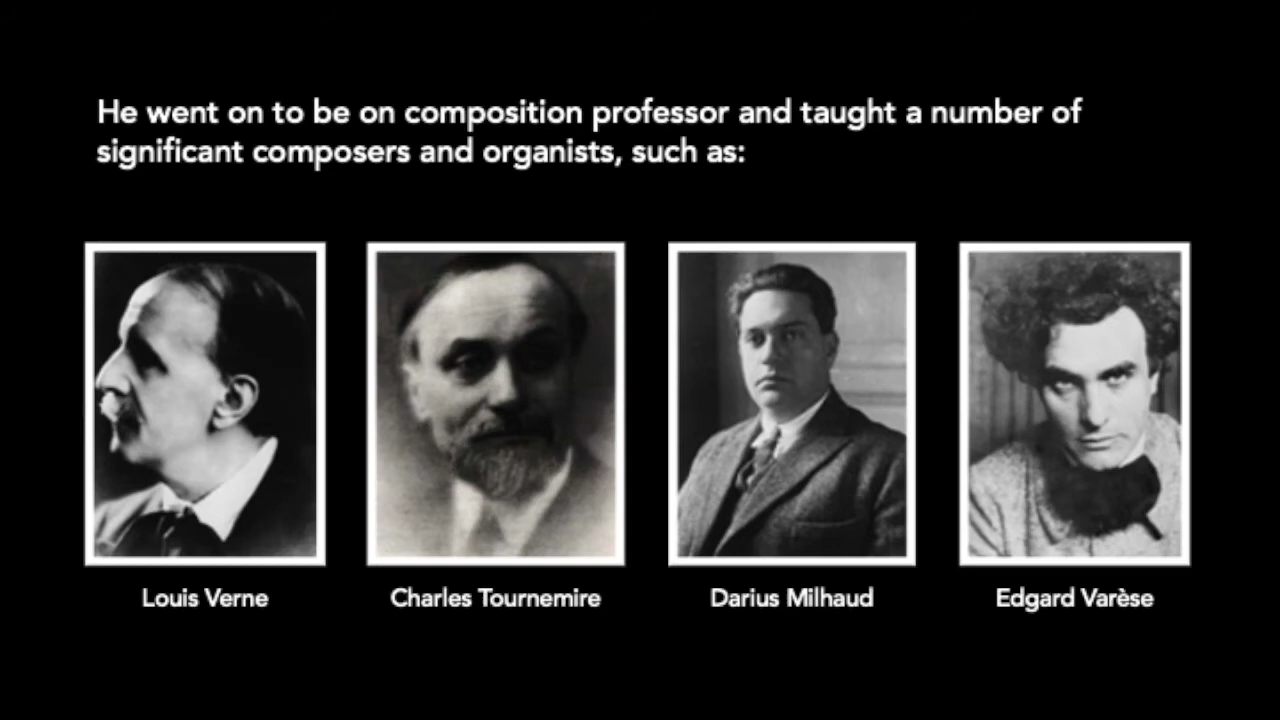 He went on to be on composition professor and taught a number of
significant composers and organists, such as:
Louis Verne
Charles Tournemire
Darius Milhaud
Edgard Varèse